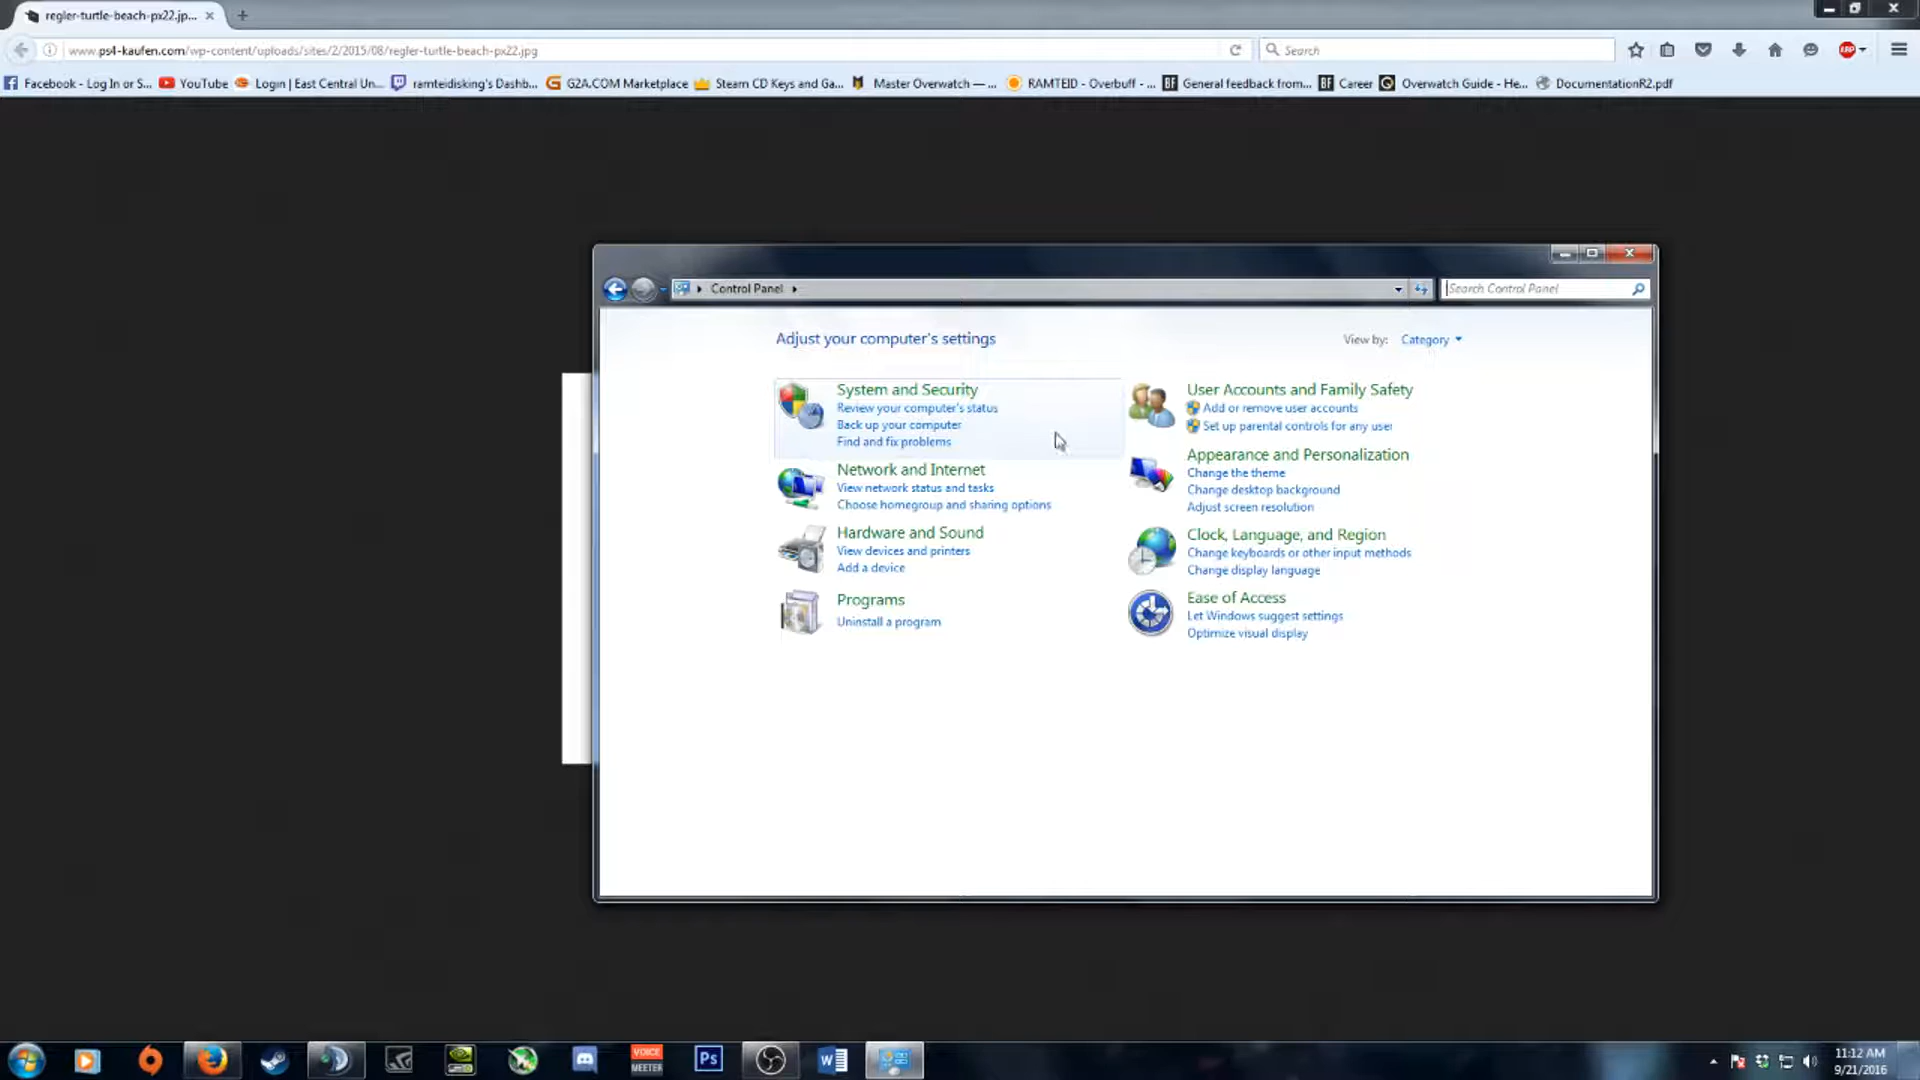 regler-turtle-beach-px22.jp...
www.ps4-kaufen.com/wp-content/uploads/sites/2/2015/08/regler-turtle-beach-px22.jpg
Search
ABP
Facebook - Log In or S...
YouTube
Login | East Central Un...
ramteidisking's Dashb...
G2A.COM Marketplace
Steam CD Keys and Ga...
Master Overwatch — ...
RAMTEID - Overbuff - ...
BF General feedback from...
BF Career
Overwatch Guide - He...
DocumentationR2.pdf
Control Panel
Search Control Panel
Adjust your computer's settings
View by: Category
System and Security
Review your computer's status
Back up your computer
Find and fix problems
Network and Internet
View network status and tasks
Choose homegroup and sharing options
Hardware and Sound
View devices and printers
Add a device
Programs
Uninstall a program
User Accounts and Family Safety
Add or remove user accounts
Set up parental controls for any user
Appearance and Personalization
Change the theme
Change desktop background
Adjust screen resolution
Clock, Language, and Region
Change keyboards or other input methods
Change display language
Ease of Access
Let Windows suggest settings
Optimize visual display
VOICE
MEETER
Ps
W
11:12 AM
9/21/2016